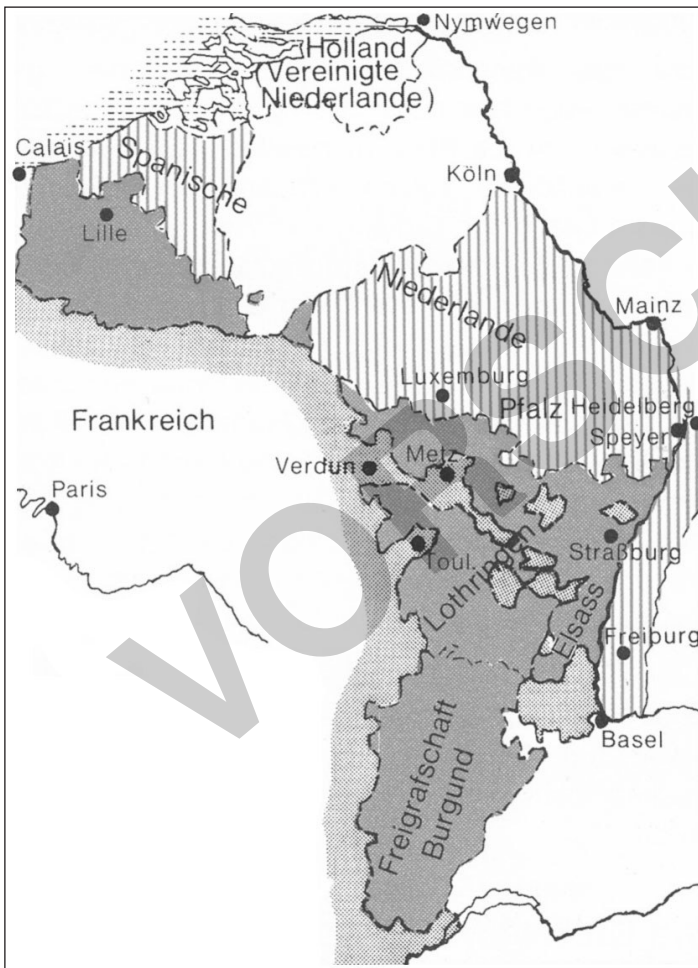 Nymwegen
Holland
(Vereinigte
Niederlande)
Calais
Spanische
Köln
Lille
Niederlande
Mainz
Luxemburg
Frankreich
Pfalz
Heidelberg
Speyer
Verdun
Metz
Paris
Toul.
Lothringen
Straßburg
Elsass
Freiburg
Basel
Freigrafschaft
Burgund